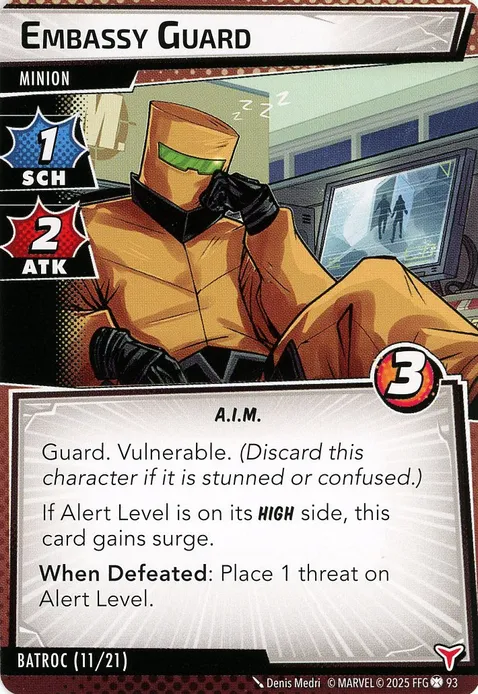 EMBASSY GUARD
MINION
1
SCH
2
ATK
Z Z Z
3
A.I.M.
Guard. Vulnerable. (Discard this
character if it is stunned or confused.)
If Alert Level is on its HIGH side, this
card gains surge.
When Defeated: Place 1 threat on
Alert Level.
BATROC (11/21)
Denis Medri © MARVEL © 2025 FFG 93